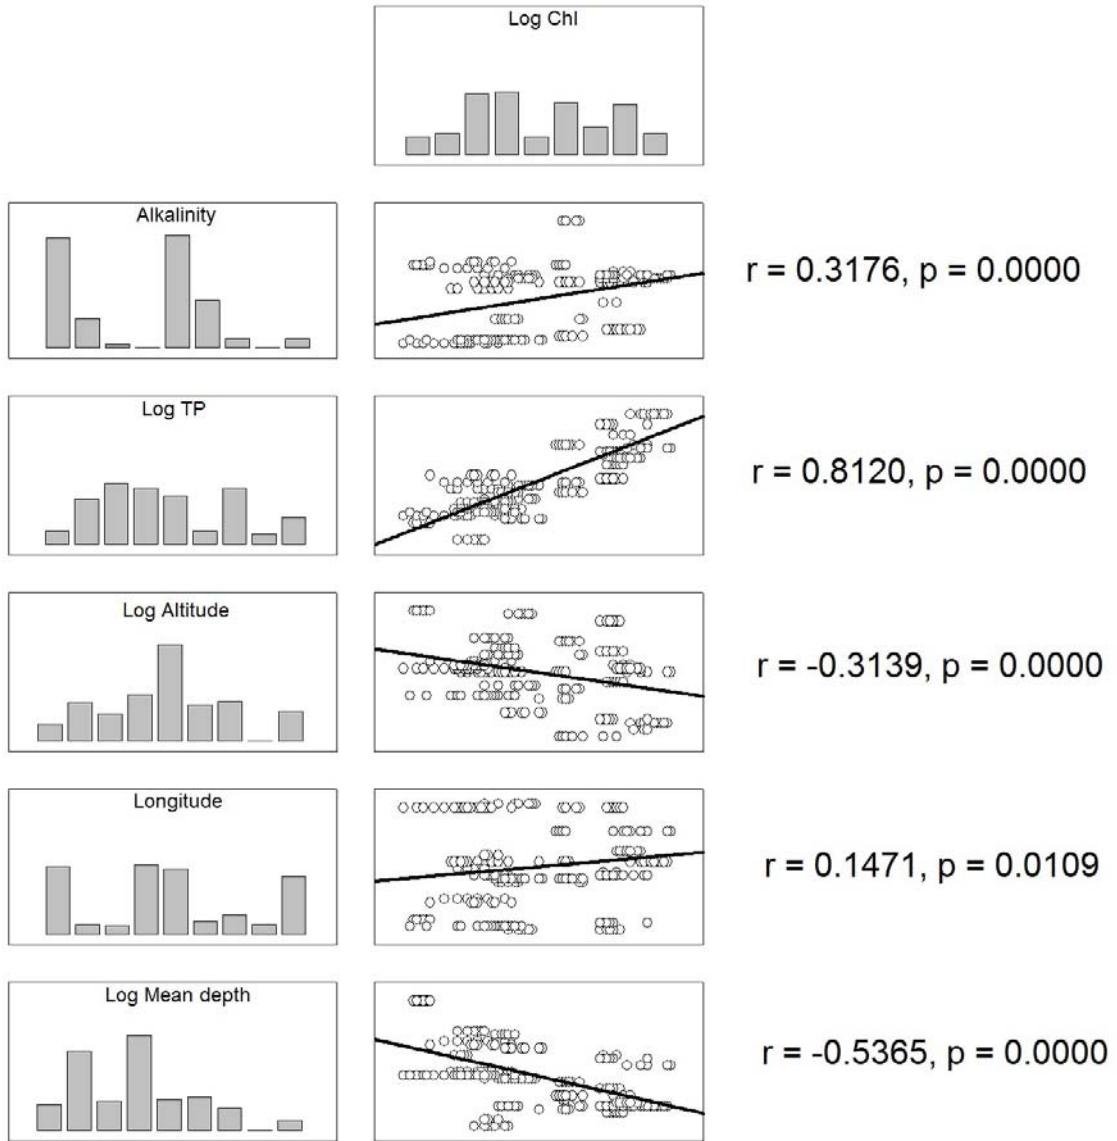 Log Chl
Alkalinity
r = 0.3176, p = 0.0000
Log TP
r = 0.8120, p = 0.0000
Log Altitude
r = -0.3139, p = 0.0000
Longitude
r = 0.1471, p = 0.0109
Log Mean depth
r = -0.5365, p = 0.0000